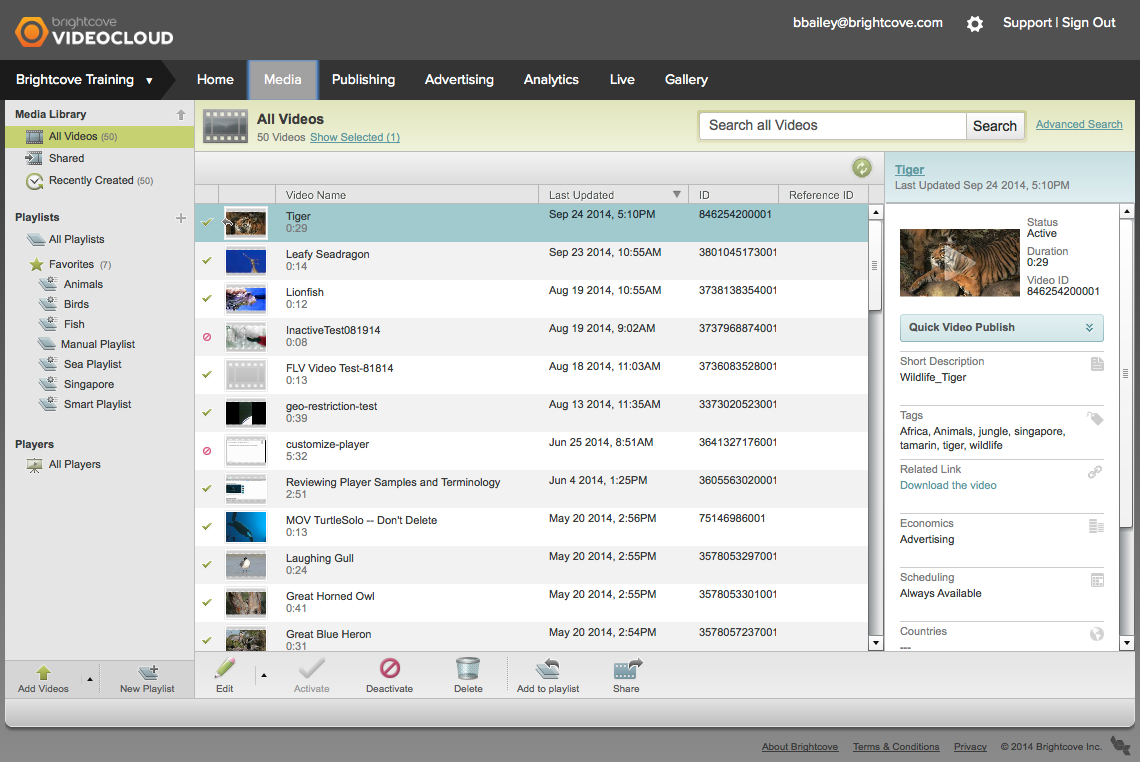 brightcove
VIDEOCLOUD
bbailey@brightcove.com
Support | Sign Out
Brightcove Training
Home
Media
Publishing
Advertising
Analytics
Live
Gallery
Media Library
All Videos (50)
Shared
Recently Created (50)
Playlists
All Playlists
Favorites (7)
Animals
Birds
Fish
Manual Playlist
Sea Playlist
Singapore
Smart Playlist
Players
All Players
Add Videos
New Playlist
All Videos
50 Videos Show Selected (1)
Search all Videos
Search
Advanced Search
Video Name
Last Updated
ID
Reference ID
Tiger
0:29
Sep 24 2014, 5:10PM
846254200001
Leafy Seadragon
0:14
Sep 23 2014, 10:55AM
3801045173001
Lionfish
0:12
Aug 19 2014, 10:55AM
3738138354001
InactiveTest081914
0:08
Aug 19 2014, 9:02AM
3737968874001
FLV Video Test-81814
0:13
Aug 18 2014, 11:03AM
3736083528001
geo-restriction-test
0:39
Aug 13 2014, 11:35AM
3373020523001
customize-player
5:32
Jun 25 2014, 8:51AM
3641327176001
Reviewing Player Samples and Terminology
2:51
Jun 4 2014, 1:25PM
3605563020001
MOV TurtleSolo -- Don't Delete
0:13
May 20 2014, 2:56PM
75146986001
Laughing Gull
0:24
May 20 2014, 2:55PM
3578053297001
Great Horned Owl
0:41
May 20 2014, 2:55PM
3578053301001
Great Blue Heron
0:31
May 20 2014, 2:54PM
3578057237001
Edit
Activate
Deactivate
Delete
Add to playlist
Share
Tiger
Last Updated Sep 24 2014, 5:10PM
Status
Active
Duration
0:29
Video ID
846254200001
Quick Video Publish
Short Description
Wildlife_Tiger
Tags
Africa, Animals, jungle, singapore,
tamarin, tiger, wildlife
Related Link
Download the video
Economics
Advertising
Scheduling
Always Available
Countries
---
About Brightcove
Terms & Conditions
Privacy
© 2014 Brightcove Inc.